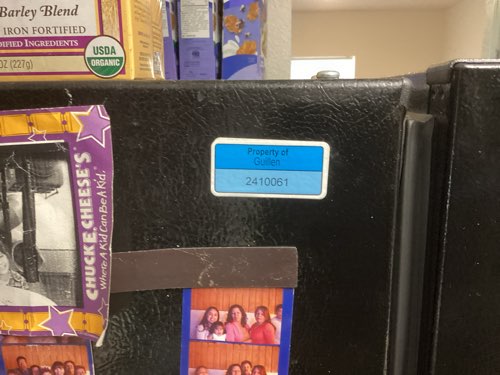 Barley Blend
IRON FORTIFIED
DIFIED INGREDIENTS
OZ (227g)
USDA
ORGANIC
CHUCK E. CHEESE'S
Where A Kid Can Be A Kid.
Property of
Guillen
2410061